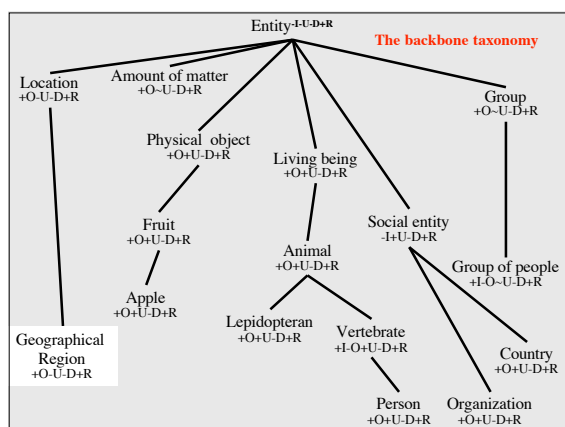 Entity-I-U-D+R
The backbone taxonomy
Location
+O-U-D+R
Amount of matter
+O~U-D+R
Group
+O~U-D+R
Physical object
+O+U-D+R
Living being
+O+U-D+R
Fruit
+O+U-D+R
Social entity
-I+U-D+R
Animal
+O+U-D+R
Group of people
+I-O~U-D+R
Apple
+O+U-D+R
Lepidopteran
+O+U-D+R
Vertebrate
+I-O+U-D+R
Geographical
Region
+O-U-D+R
Country
+O+U-D+R
Person
+O+U-D+R
Organization
+O+U-D+R